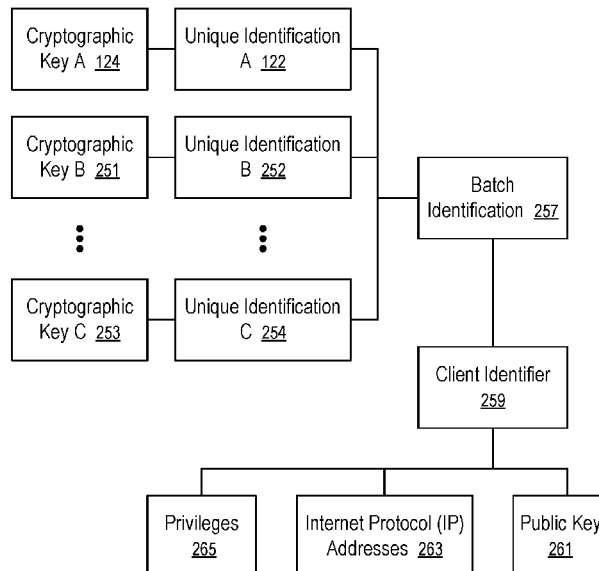 Cryptographic
Key A 124
Unique Identification
A 122
Cryptographic
Key B 251
Unique Identification
B 252
Batch
Identification 257
Cryptographic
Key C 253
Unique Identification
C 254
Client Identifier
259
Privileges
265
Internet Protocol (IP)
Addresses 263
Public Key
261